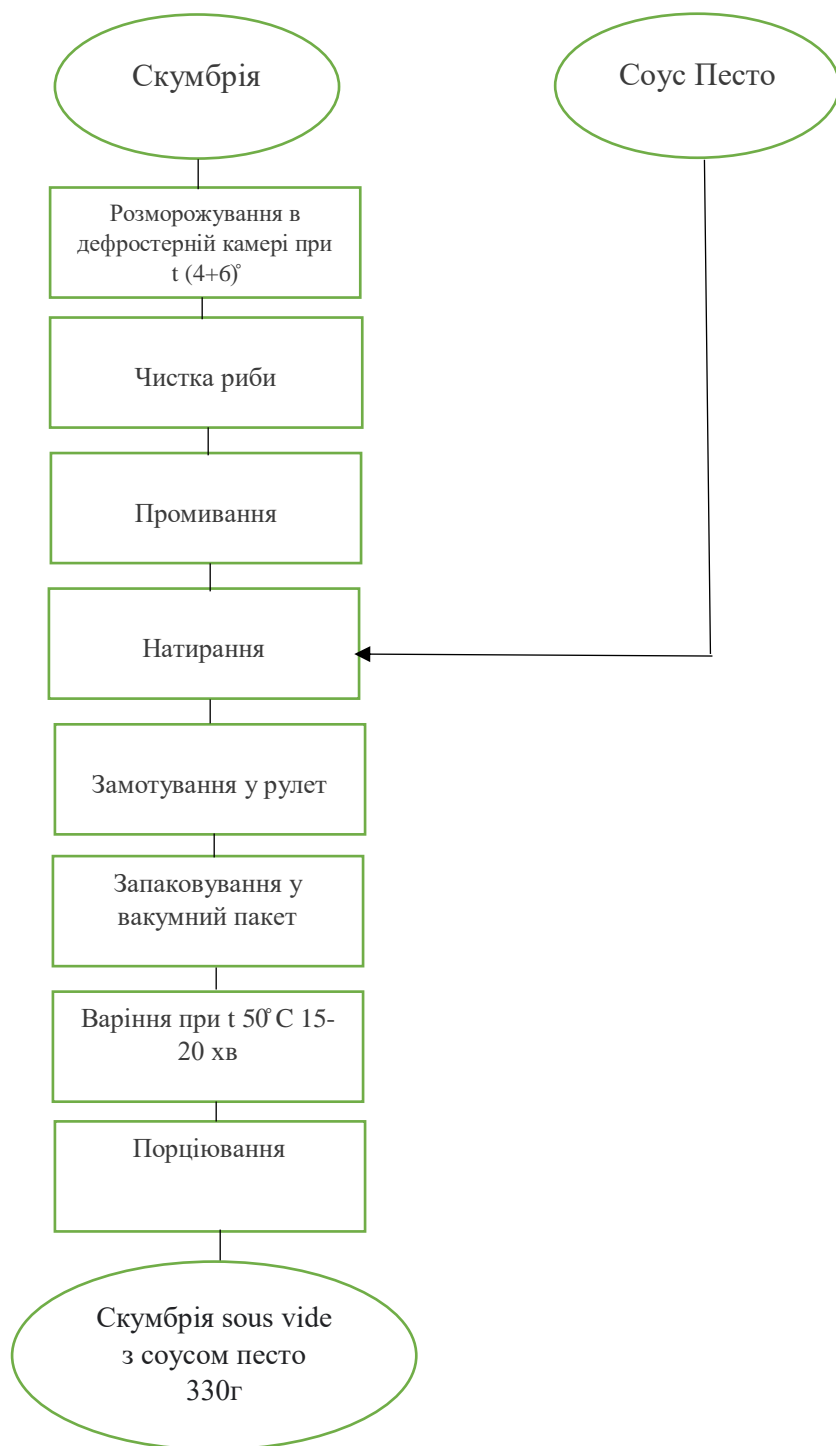 Скумбрія
Соус Песто
Розморожування в
дефростерній камері при
t (4+6)̊
Чистка риби
Промивання
Натирання
Замотування у рулет
Запаковування у
вакумний пакет
Варіння при t 50̊ С 15-
20 хв
Порціювання
Скумбрія sous vide
з соусом песто
330г